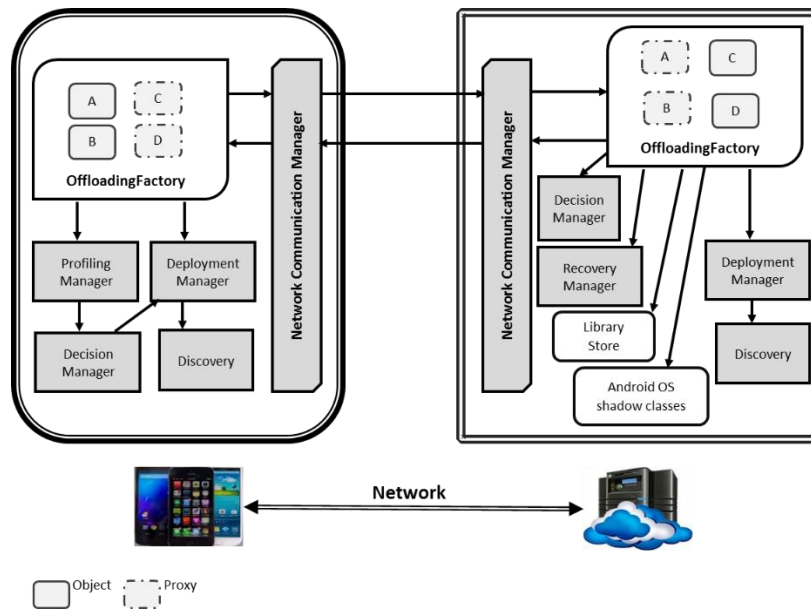 A
C
B
D
OffloadingFactory
Profiling
Manager
Deployment
Manager
Decision
Manager
Discovery
Network Communication Manager
Network Communication Manager
A
C
B
D
OffloadingFactory
Decision
Manager
Recovery
Manager
Library
Store
Android OS
shadow classes
Deployment
Manager
Discovery
Network
Object
Proxy